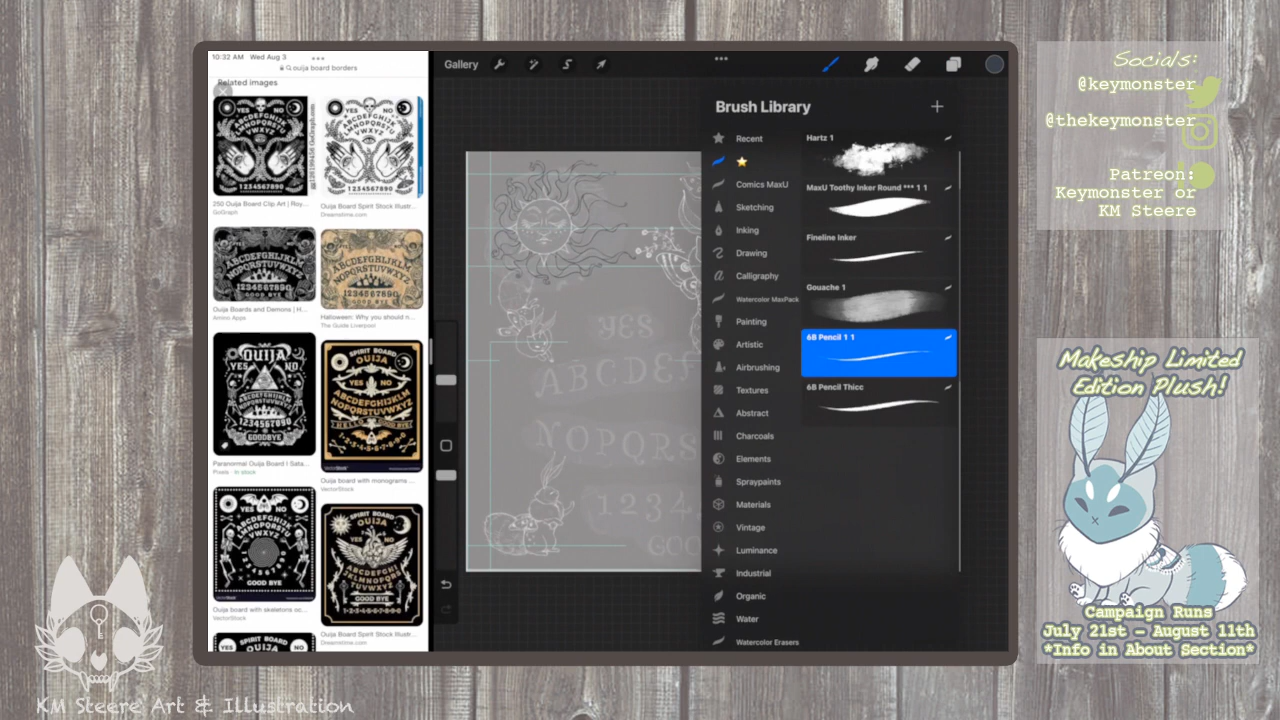 10:32 AM Wed Aug 3
ouija board borders
Related images
250 Ouija Board Clip Art | Roy...
GoGraph
Ouija Board Spirit Stock Illustr...
Dreamstime.com
Ouija Boards and Demons | H...
Amino Apps
Halloween: Why you should n...
The Guide Liverpool
Paranormal Ouija Board I Sata...
Pixels · In stock
Ouija board with monograms ...
VectorStock
Ouija board with skeletons oc...
VectorStock
Ouija Board Spirit Stock Illustr...
Dreamstime.com
Gallery
YES
ABCDEF
NOPQRS
1234
GOO
Brush Library
Recent
Comics MaxU
Sketching
Inking
Drawing
Calligraphy
Watercolor MaxPack
Painting
Artistic
Airbrushing
Textures
Abstract
Charcoals
Elements
Spraypaints
Materials
Vintage
Luminance
Industrial
Organic
Water
Watercolor Erasers
Hartz 1
MaxU Toothy Inker Round *** 1 1
Fineline Inker
Gouache 1
6B Pencil 1 1
6B Pencil Thicc
Socials:
@keymonster
@thekeymonster
Patreon:
Keymonster or
KM Steere
Makeship Limited
Edition Plush!
Campaign Runs
July 21st - August 11th
*Info in About Section*
KM Steere Art & Illustration